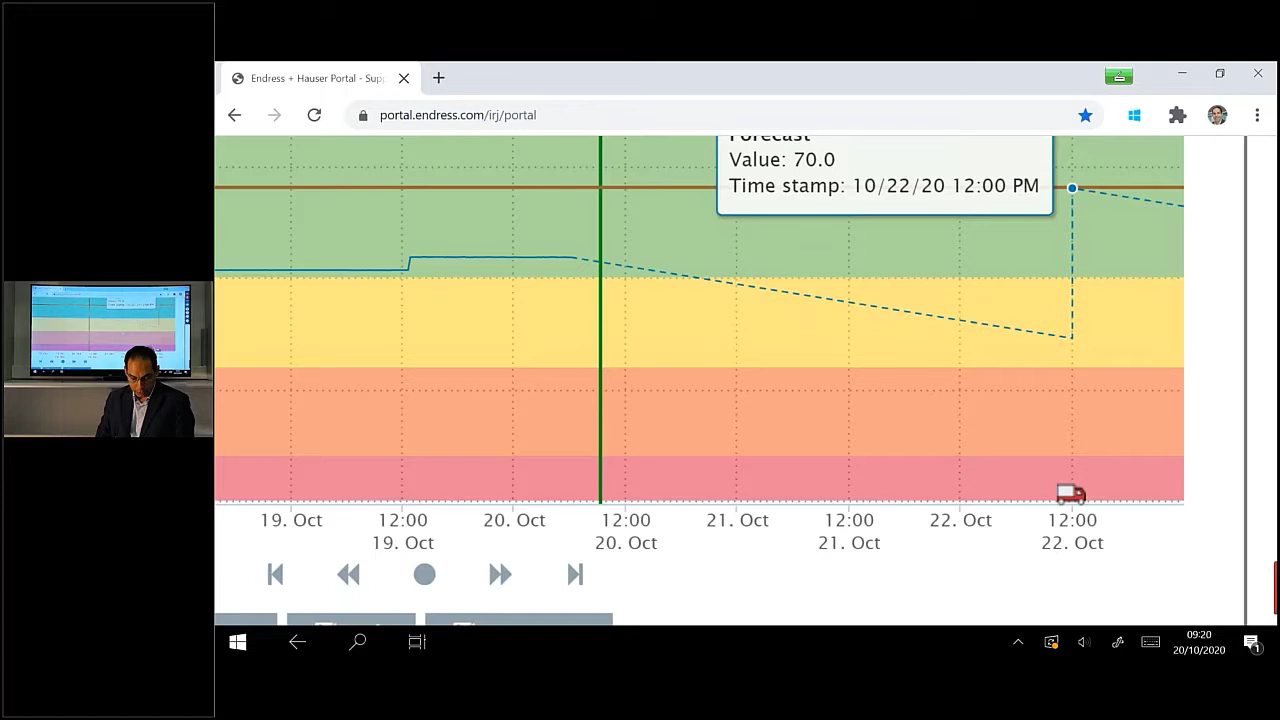 Endress + Hauser Portal - Sup
portal.endress.com/irj/portal
Forecast
Value: 70.0
Time stamp: 10/22/20 12:00 PM
19. Oct
12:00
19. Oct
20. Oct
12:00
20. Oct
21. Oct
12:00
21. Oct
22. Oct
12:00
22. Oct
09:20
20/10/2020
1